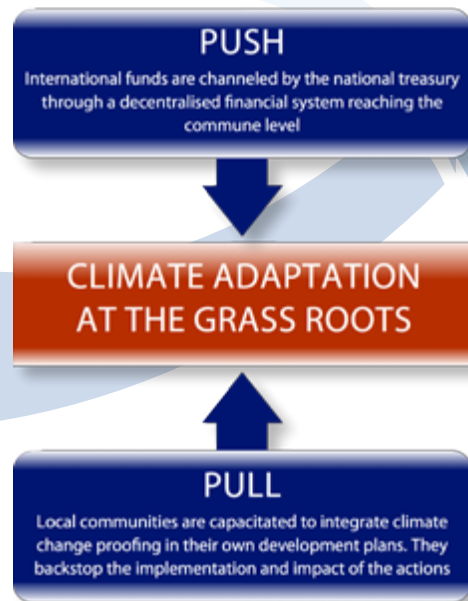 PUSH
International funds are channeled by the national treasury
through a decentralised financial system reaching the
commune level
CLIMATE ADAPTATION
AT THE GRASS ROOTS
PULL
Local communities are capacitated to integrate climate
change proofing in their own development plans. They
backstop the implementation and impact of the actions